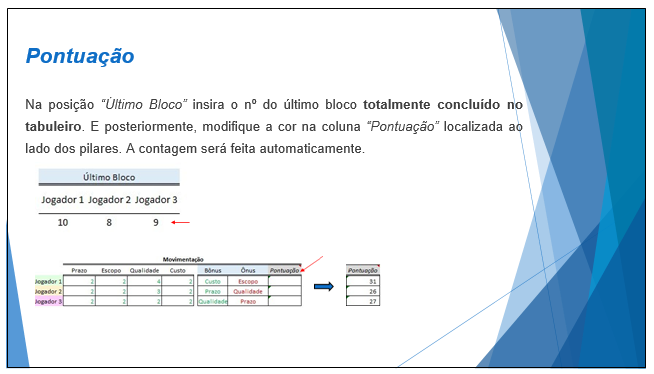 Pontuação
Na posição “Último Bloco” insira o nº do último bloco totalmente concluído no
tabuleiro. E posteriormente, modifique a cor na coluna “Pontuação” localizada ao
lado dos pilares. A contagem será feita automaticamente.
Último Bloco
Jogador 1 Jogador 2 Jogador 3
10 8 9
Movimentação
Prazo Escopo Qualidade Custo Bônus Ônus Pontuação Pontuação
Jogador 1 2 2 4 2 Custo Escopo 31
Jogador 2 2 2 3 2 Prazo Qualidade 26
Jogador 3 2 2 2 2 Qualidade Prazo 27